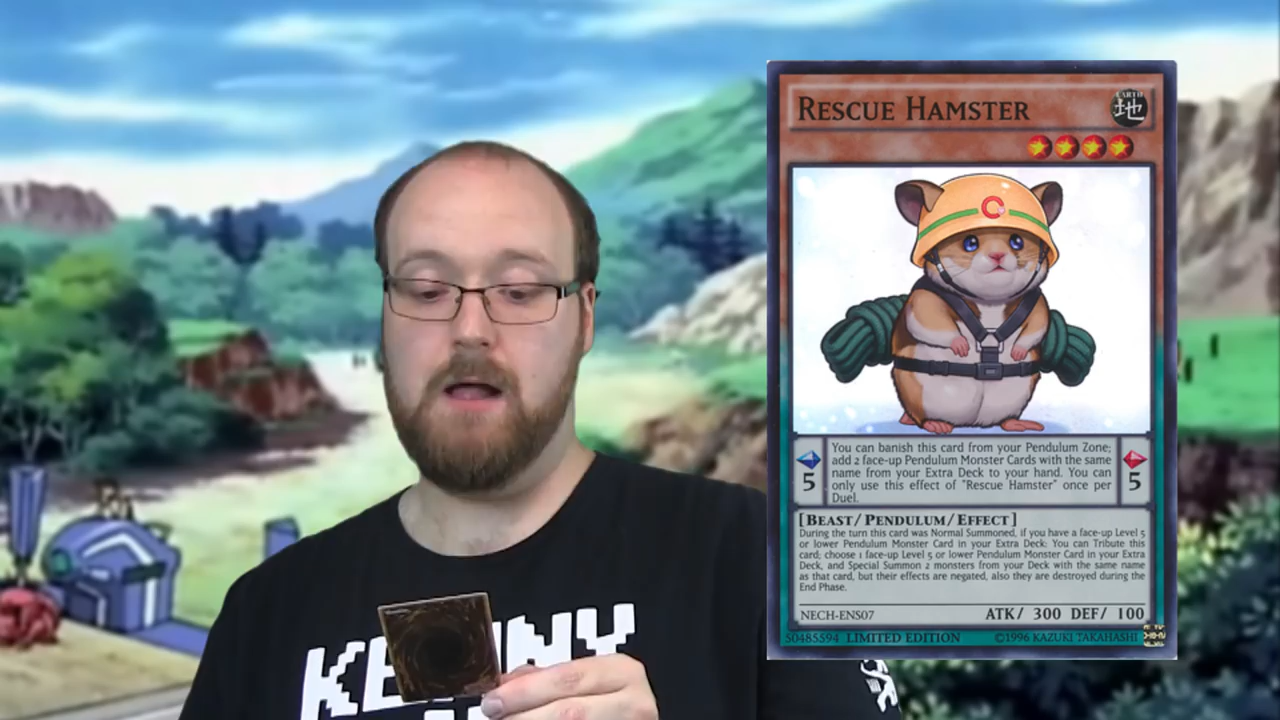 RESCUE HAMSTER
EARTH
地
C
You can banish this card from your Pendulum Zone;
add 2 face-up Pendulum Monster Cards with the same
name from your Extra Deck to your hand. You can
only use this effect of "Rescue Hamster" once per
Duel.
5
5
[BEAST/PENDULUM/EFFECT]
During the turn this card was Normal Summoned, if you have a face-up Level 5
or lower Pendulum Monster Card in your Extra Deck: You can Tribute this
card; choose 1 face-up Level 5 or lower Pendulum Monster Card in your Extra
Deck, and Special Summon 2 monsters from your Deck with the same name
as that card, but their effects are negated, also they are destroyed during the
End Phase.
NECH-ENS07
ATK/ 300 DEF/ 100
50485594 LIMITED EDITION
©1996 KAZUKI TAKAHASHI